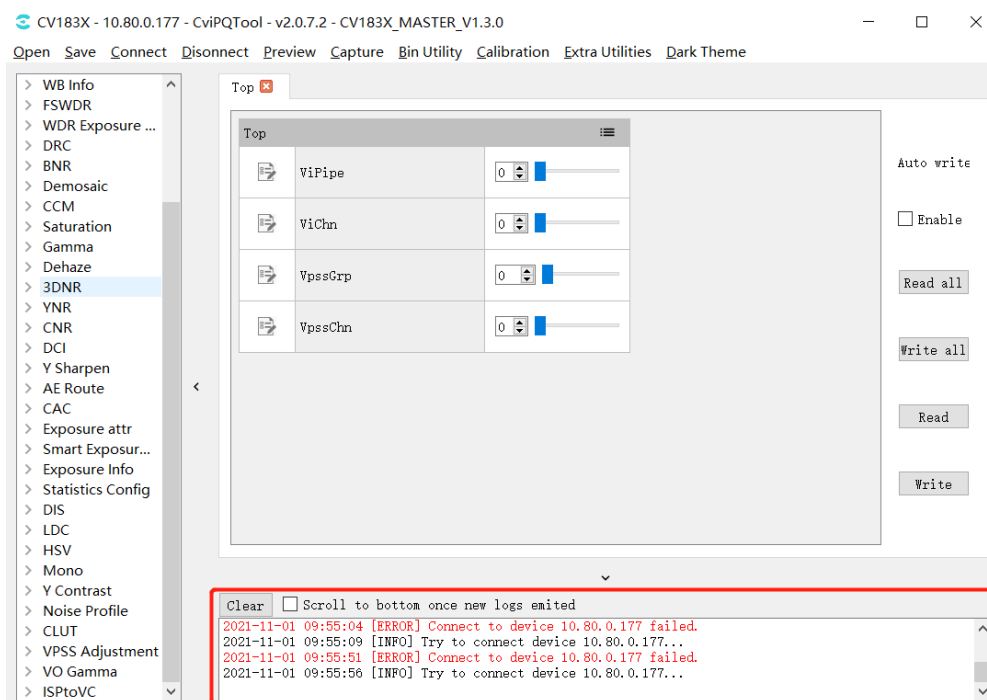 CV183X - 10.80.0.177 - CviPQTool - v2.0.7.2 - CV183X_MASTER_V1.3.0
Open Save Connect Disonnect Preview Capture Bin Utility Calibration Extra Utilities Dark Theme
WB Info
FSWDR
WDR Exposure ...
DRC
BNR
Demosaic
CCM
Saturation
Gamma
Dehaze
3DNR
YNR
CNR
DCI
Y Sharpen
AE Route
CAC
Exposure attr
Smart Exposur...
Exposure Info
Statistics Config
DIS
LDC
HSV
Mono
Y Contrast
Noise Profile
CLUT
VPSS Adjustment
VO Gamma
ISPtoVC
Top
Top
ViPipe 0
ViChn 0
VpssGrp 0
VpssChn 0
Auto write
Enable
Read all
Write all
Read
Write
Clear Scroll to bottom once new logs emited
2021-11-01 09:55:04 [ERROR] Connect to device 10.80.0.177 failed.
2021-11-01 09:55:09 [INFO] Try to connect device 10.80.0.177...
2021-11-01 09:55:51 [ERROR] Connect to device 10.80.0.177 failed.
2021-11-01 09:55:56 [INFO] Try to connect device 10.80.0.177...